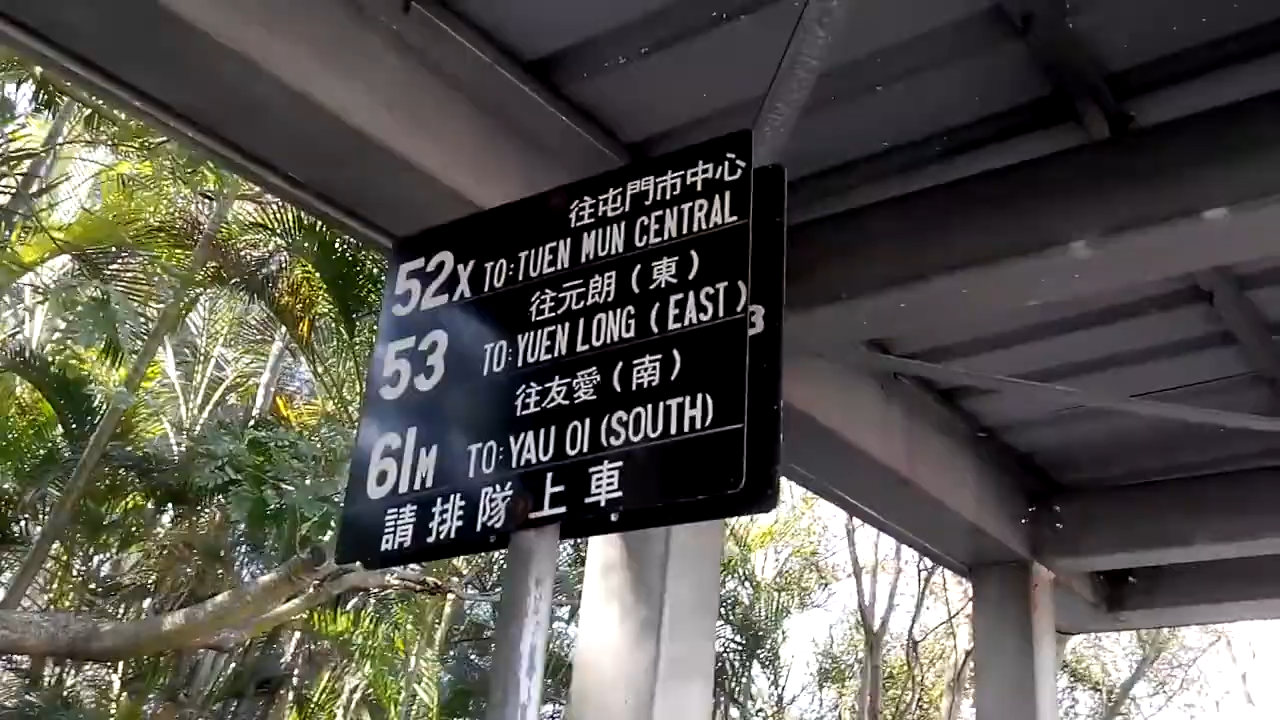 往屯門市中心
52X TO: TUEN MUN CENTRAL
往元朗（東）
53 TO: YUEN LONG (EAST)
往友愛（南）
61M TO: YAU OI (SOUTH)
請排隊上車
3